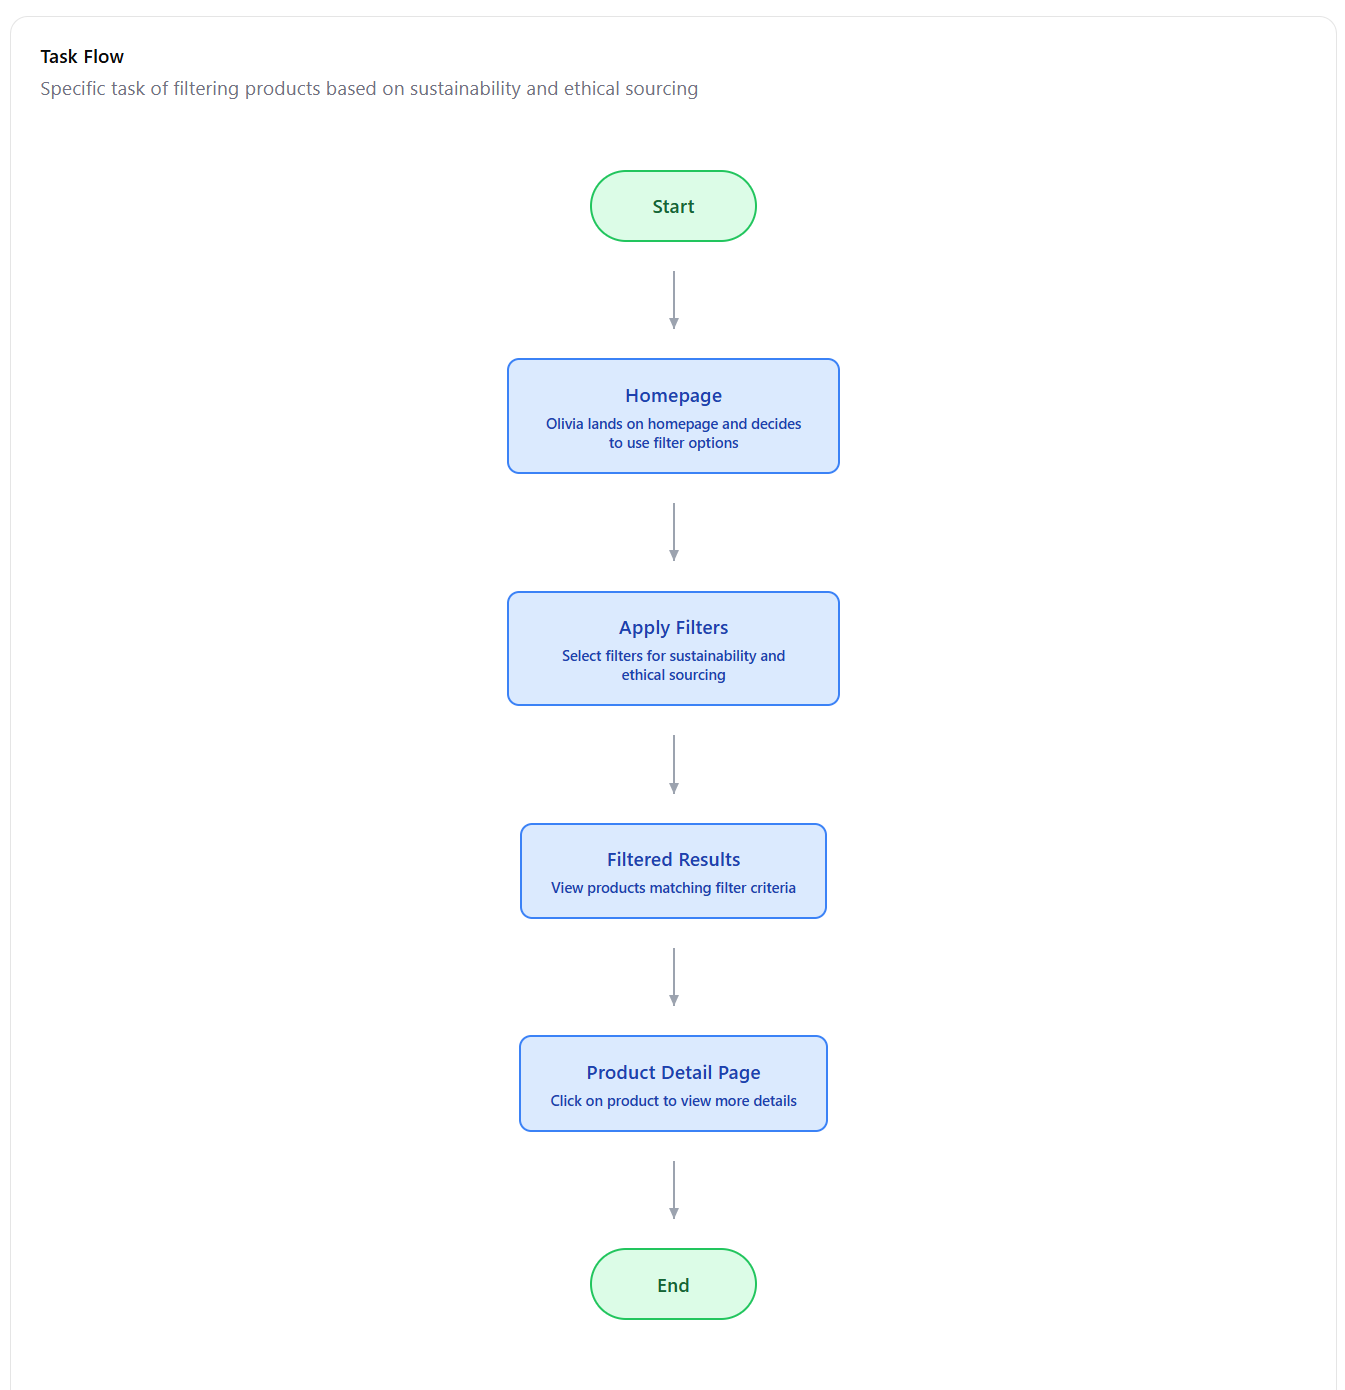 Task Flow
Specific task of filtering products based on sustainability and ethical sourcing
Start
Homepage
Olivia lands on homepage and decides
to use filter options
Apply Filters
Select filters for sustainability and
ethical sourcing
Filtered Results
View products matching filter criteria
Product Detail Page
Click on product to view more details
End